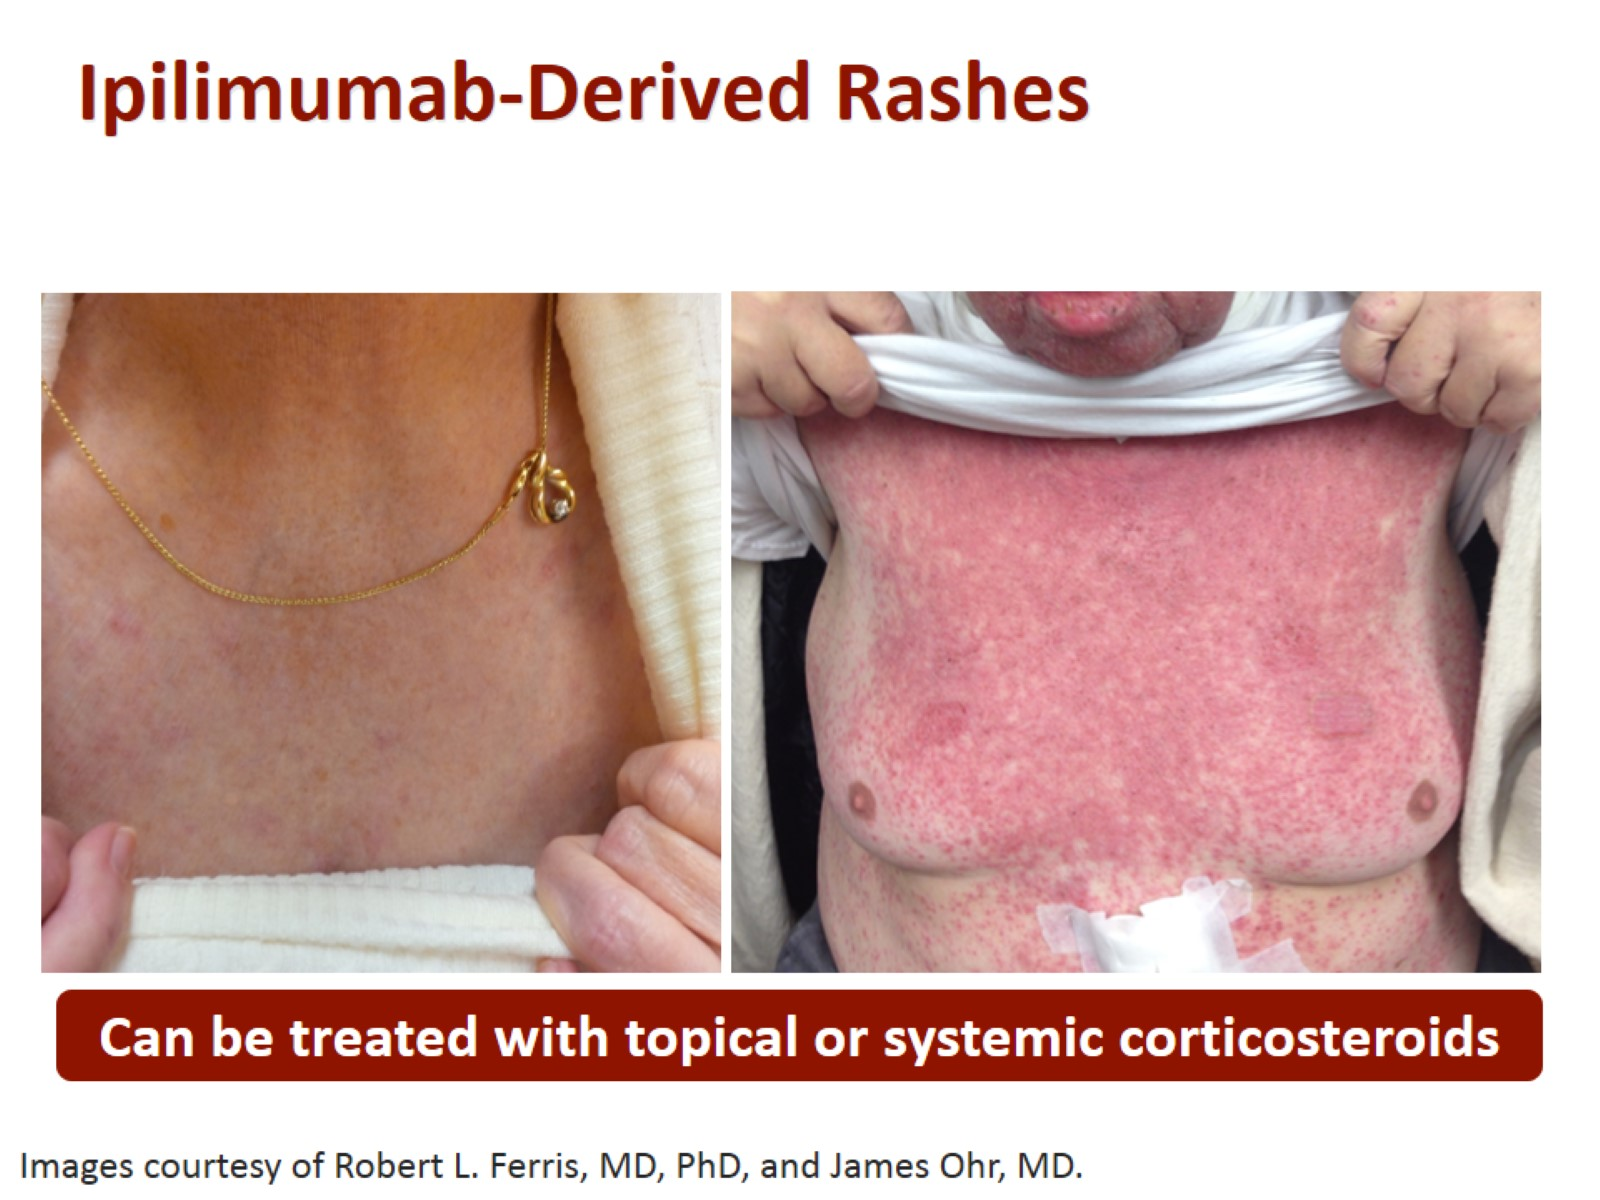 Ipilimumab-Derived Rashes
Can be treated with topical or systemic corticosteroids
Images courtesy of Robert L. Ferris, MD, PhD, and James Ohr, MD.